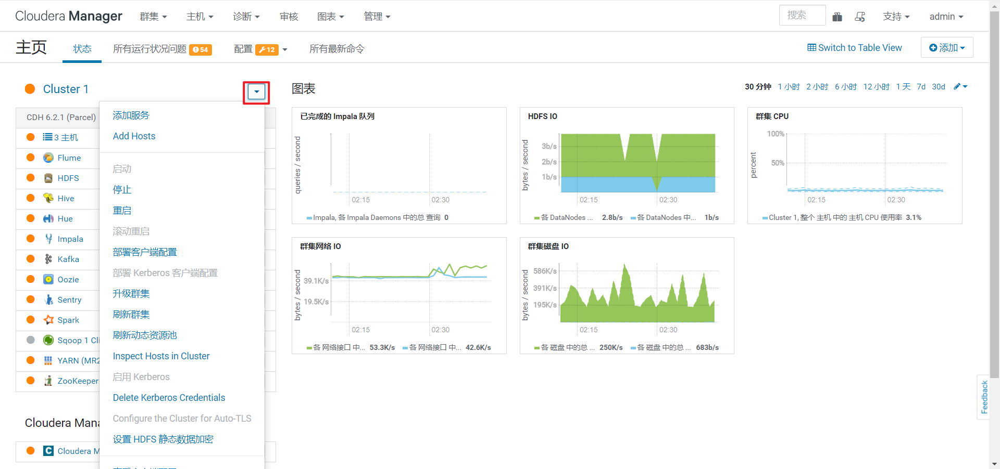 Cloudera Manager 群集 主机 诊断 审核 图表 管理 搜索 支持 admin
主页 状态 所有运行状况问题 54 配置 12 所有最新命令 Switch to Table View 添加
Cluster 1
CDH 6.2.1 (Parcel)
3 主机
Flume
HDFS
Hive
Hue
Impala
Kafka
Oozie
Sentry
Spark
Sqoop 1 Cli
YARN (MR2
ZooKeeper
Cloudera Mana
Cloudera M
添加服务
Add Hosts
启动
停止
重启
滚动重启
部署客户端配置
部署 Kerberos 客户端配置
升级群集
刷新群集
刷新动态资源池
Inspect Hosts in Cluster
启用 Kerberos
Delete Kerberos Credentials
Configure the Cluster for Auto-TLS
设置 HDFS 静态数据加密
图表
30 分钟 1 小时 2 小时 6 小时 12 小时 1 天 7d 30d
已完成的 Impala 队列
queries / second
02:15 02:30
Impala, 各 Impala Daemons 中的总 查询 0
HDFS IO
bytes / second
3b/s
2b/s
1b/s
02:15 02:30
各 DataNodes ... 2.8b/s 各 DataNodes 中... 1b/s
群集 CPU
percent
100%
50%
02:15 02:30
Cluster 1, 整个 主机 中的 主机 CPU 使用率 3.1%
群集网络 IO
bytes / second
39.1K/s
19.5K/s
02:15 02:30
各 网络接口 中... 53.3K/s 各 网络接口 中... 42.6K/s
群集磁盘 IO
bytes / second
586K/s
391K/s
195K/s
02:15 02:30
各 磁盘 中的总 ... 250K/s 各 磁盘 中的总 ... 683b/s
Feedback